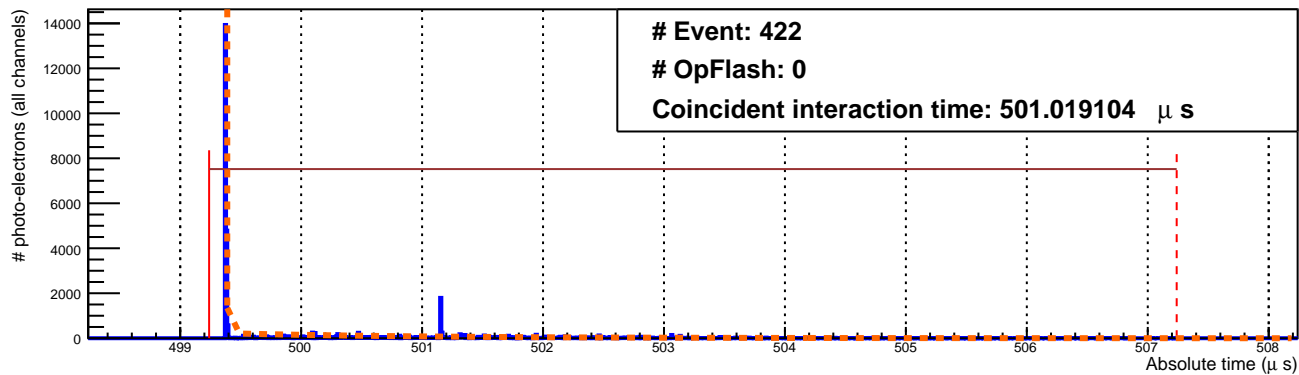 # photo-electrons (all channels)
14000
12000
10000
8000
6000
4000
2000
0
# Event: 422
# OpFlash: 0
Coincident interaction time: 501.019104 μ s
499 500 501 502 503 504 505 506 507 508
Absolute time (μ s)